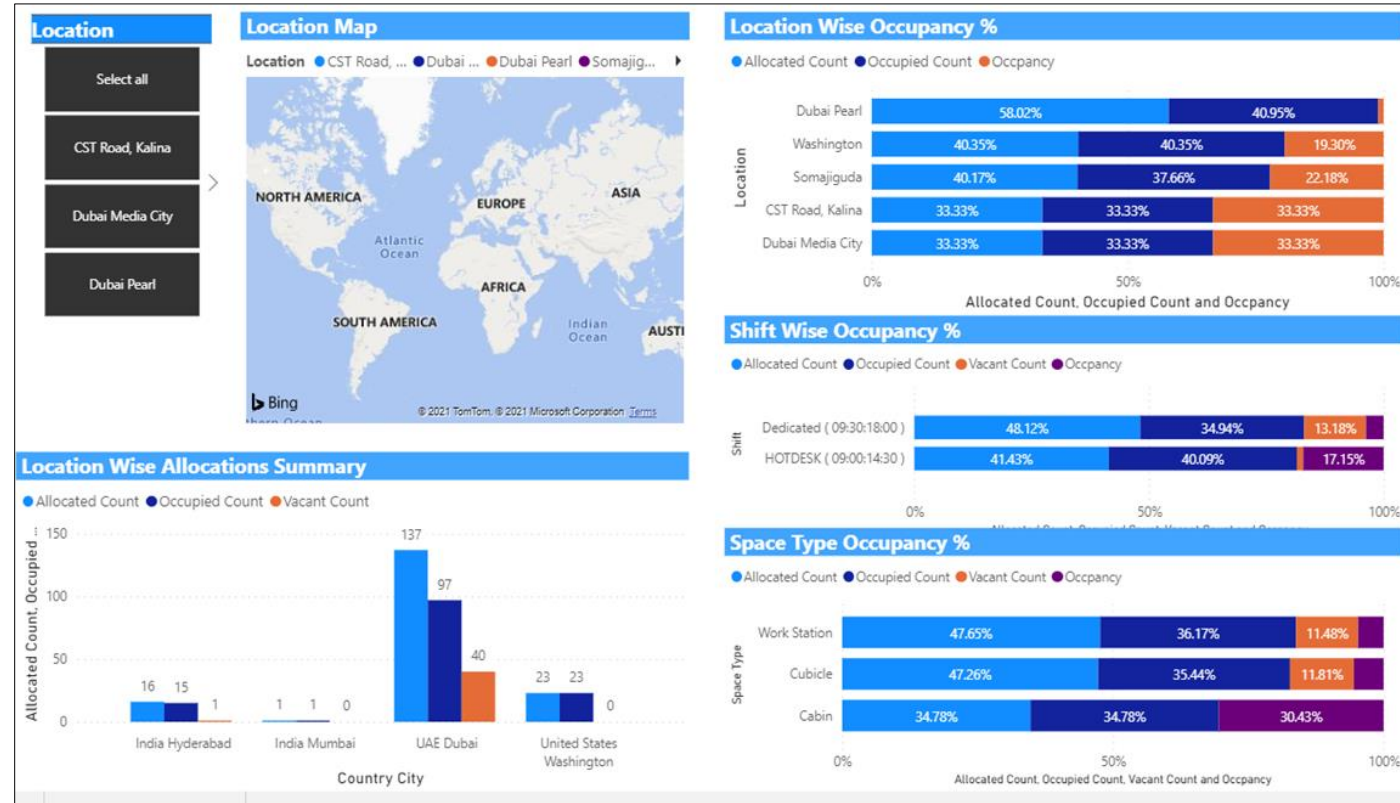 Location
Select all
CST Road, Kalina
Dubai Media City
Dubai Pearl
Location Map
Location CST Road, ... Dubai ... Dubai Pearl Somajig...
NORTH AMERICA
EUROPE
ASIA
Atlantic
Ocean
AFRICA
SOUTH AMERICA
Indian
Ocean
AUSTI
Bing
© 2021 TomTom, © 2021 Microsoft Corporation Terms
Location Wise Occupancy %
Allocated Count Occupied Count Occpancy
Location
Dubai Pearl 58.02% 40.95%
Washington 40.35% 40.35% 19.30%
Somajiguda 40.17% 37.66% 22.18%
CST Road, Kalina 33.33% 33.33% 33.33%
Dubai Media City 33.33% 33.33% 33.33%
0% 50% 100%
Allocated Count, Occupied Count and Occpancy
Shift Wise Occupancy %
Allocated Count Occupied Count Vacant Count Occpancy
Shift
Dedicated ( 09:30:18:00 ) 48.12% 34.94% 13.18%
HOTDESK ( 09:00:14:30 ) 41.43% 40.09% 17.15%
0% 50% 100%
Location Wise Allocations Summary
Allocated Count Occupied Count Vacant Count
Allocated Count, Occupied ...
150
100
50
0
16 15 1
1 1 0
137 97 40
23 23 0
India Hyderabad India Mumbai UAE Dubai United States
Washington
Country City
Space Type Occupancy %
Allocated Count Occupied Count Vacant Count Occpancy
Space Type
Work Station 47.65% 36.17% 11.48%
Cubicle 47.26% 35.44% 11.81%
Cabin 34.78% 34.78% 30.43%
0% 50% 100%
Allocated Count, Occupied Count, Vacant Count and Occpancy